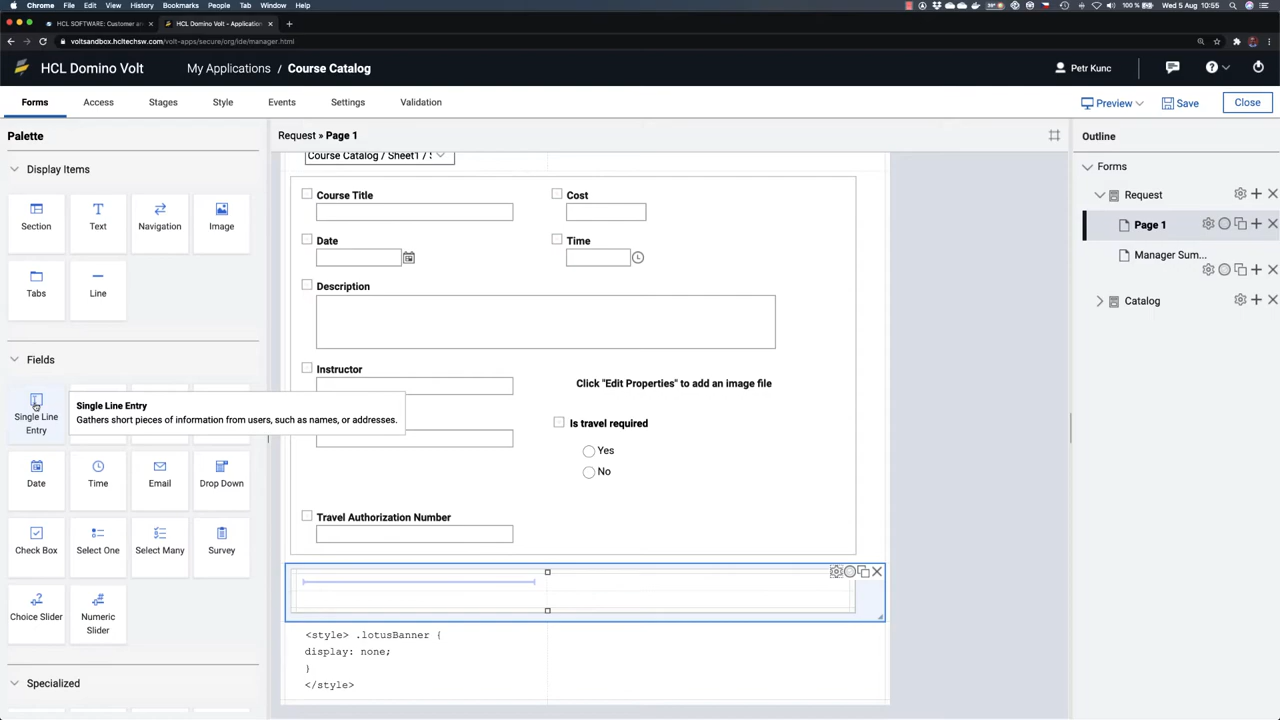 Chrome File Edit View History Bookmarks People Tab Window Help
100 % Wed 5 Aug 10:55
HCL SOFTWARE: Customer an
HCL Domino Volt - Application
voltsandbox.hcltechsw.com/volt-apps/secure/org/ide/manager.html
HCL Domino Volt
My Applications / Course Catalog
Petr Kunc
Forms
Access
Stages
Style
Events
Settings
Validation
Preview
Save
Close
Palette
Request » Page 1
Outline
Display Items
Section
Text
Navigation
Image
Tabs
Line
Fields
Single Line
Entry
Single Line Entry
Gathers short pieces of information from users, such as names, or addresses.
Date
Time
Email
Drop Down
Check Box
Select One
Select Many
Survey
Choice Slider
Numeric
Slider
Specialized
Course Catalog / Sheet1 / :
Course Title
Cost
Date
Time
Description
Instructor
Click "Edit Properties" to add an image file
Is travel required
Yes
No
Travel Authorization Number
<style> .lotusBanner {
display: none;
}
</style>
Forms
Request
Page 1
Manager Sum...
Catalog